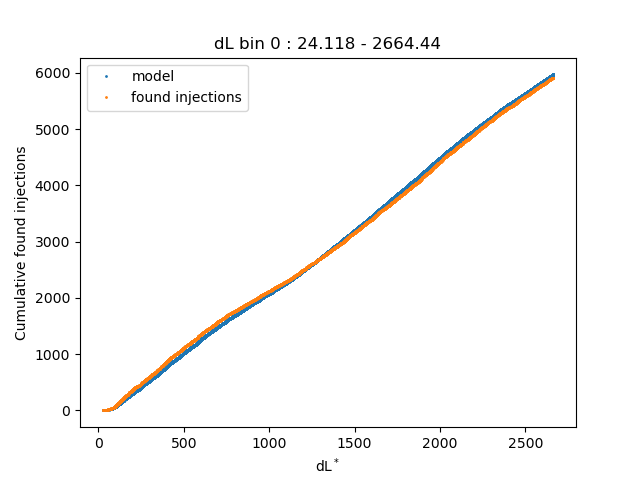 dL bin 0 : 24.118 - 2664.44
model
found injections
6000
5000
4000
3000
2000
1000
0
Cumulative found injections
0 500 1000 1500 2000 2500
dL*